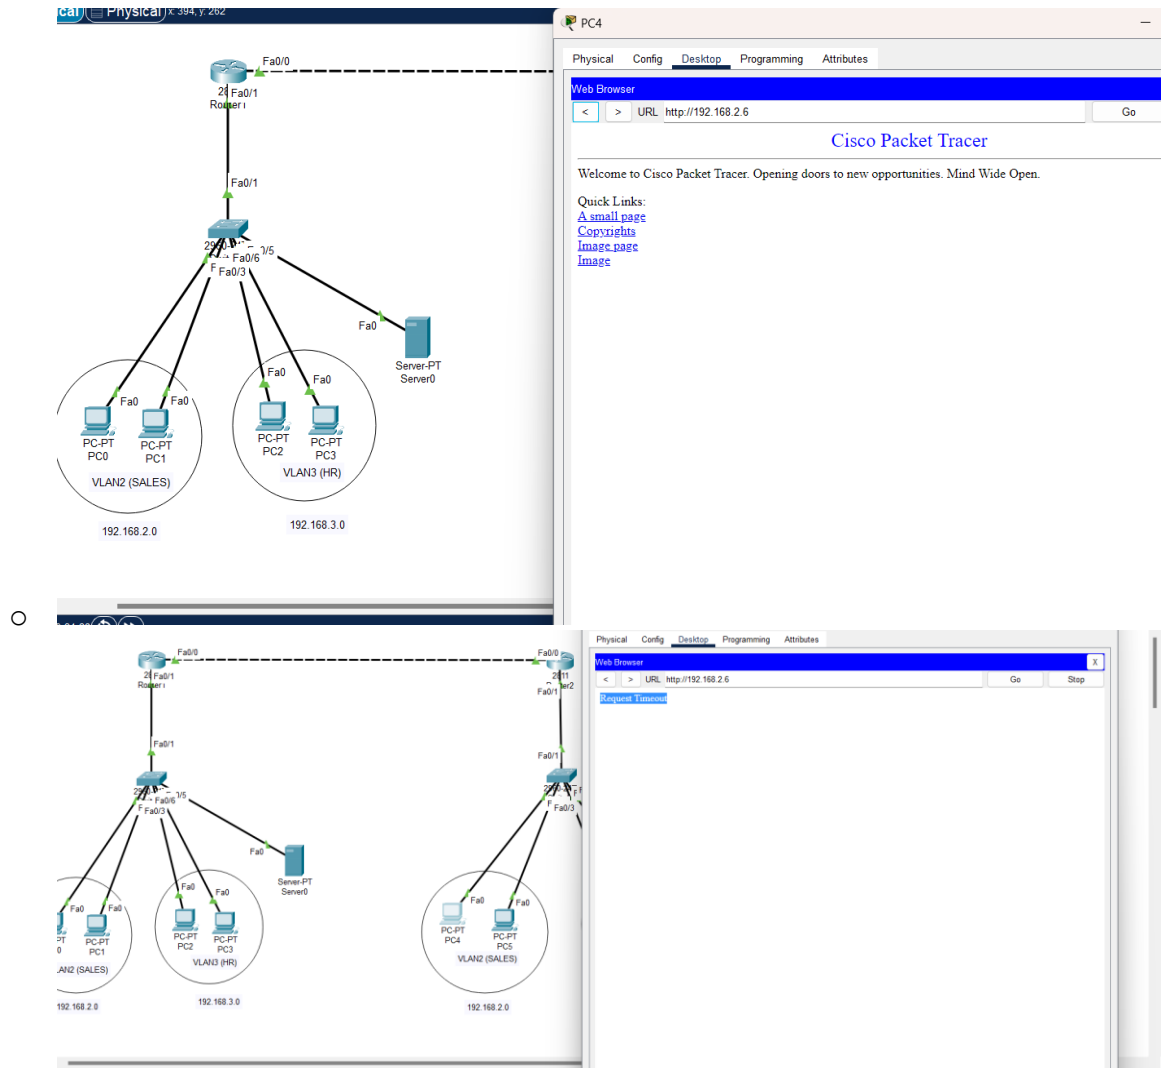 Physical x: 394, y: 262
PC4
Physical Config Desktop Programming Attributes
Web Browser
< > URL http://192.168.2.6 Go
Cisco Packet Tracer
Welcome to Cisco Packet Tracer. Opening doors to new opportunities. Mind Wide Open.
Quick Links:
A small page
Copyrights
Image page
Image
Fa0/0
Fa0/1
Fa0/1
Fa0/6
Fa0/3
Fa0
Server-PT
Server0
Fa0 Fa0
Fa0 Fa0
PC-PT
PC0
PC-PT
PC1
PC-PT
PC2
PC-PT
PC3
VLAN2 (SALES)
VLAN3 (HR)
192.168.2.0
192.168.3.0
Physical Config Desktop Programming Attributes
Web Browser X
< > URL http://192.168.2.6 Go Stop
Request Timeout
Fa0/0 Fa0/0
Fa0/1
Fa0/1
Fa0/1
Fa0/1
Fa0/6
Fa0/3
Fa0/3
Fa0
Server-PT
Server0
Fa0 Fa0
Fa0 Fa0
Fa0 Fa0
PC-PT
PC1
PC-PT
PC2
PC-PT
PC3
PC-PT
PC4
PC-PT
PC5
VLAN3 (HR)
VLAN2 (SALES)
192.168.2.0
192.168.3.0
192.168.2.0